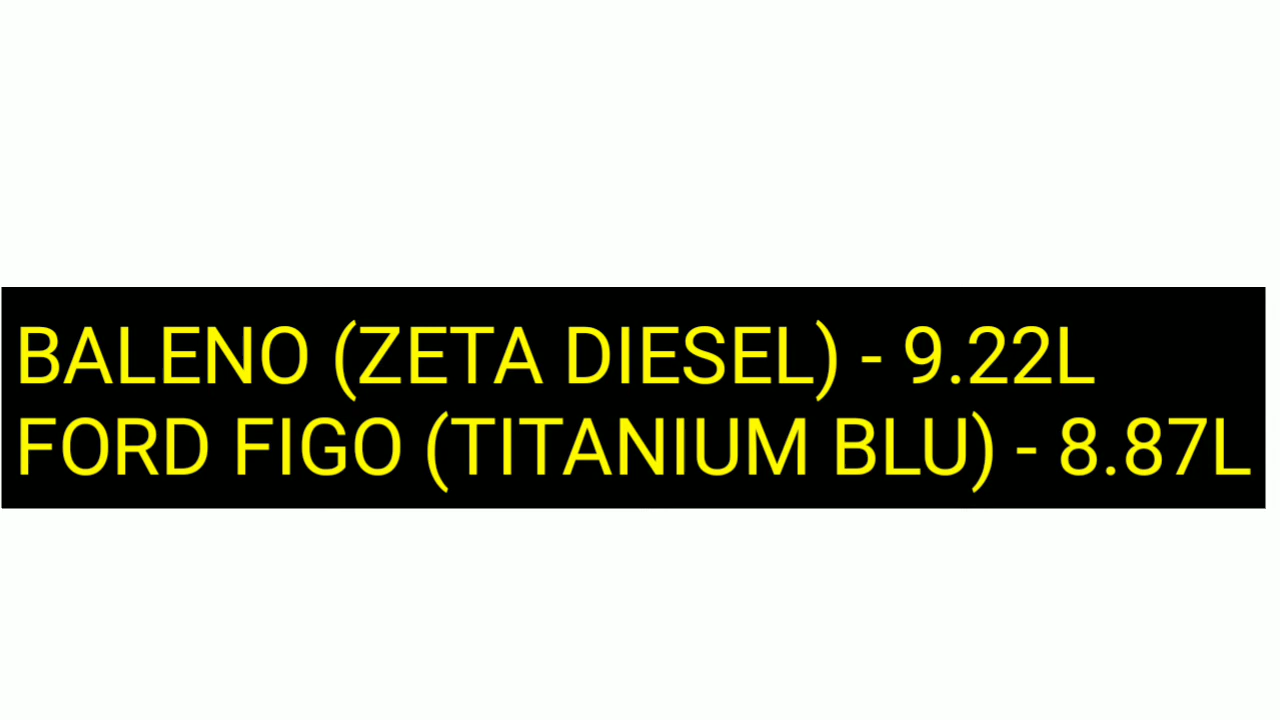 BALENO (ZETA DIESEL) - 9.22L
FORD FIGO (TITANIUM BLU) - 8.87L